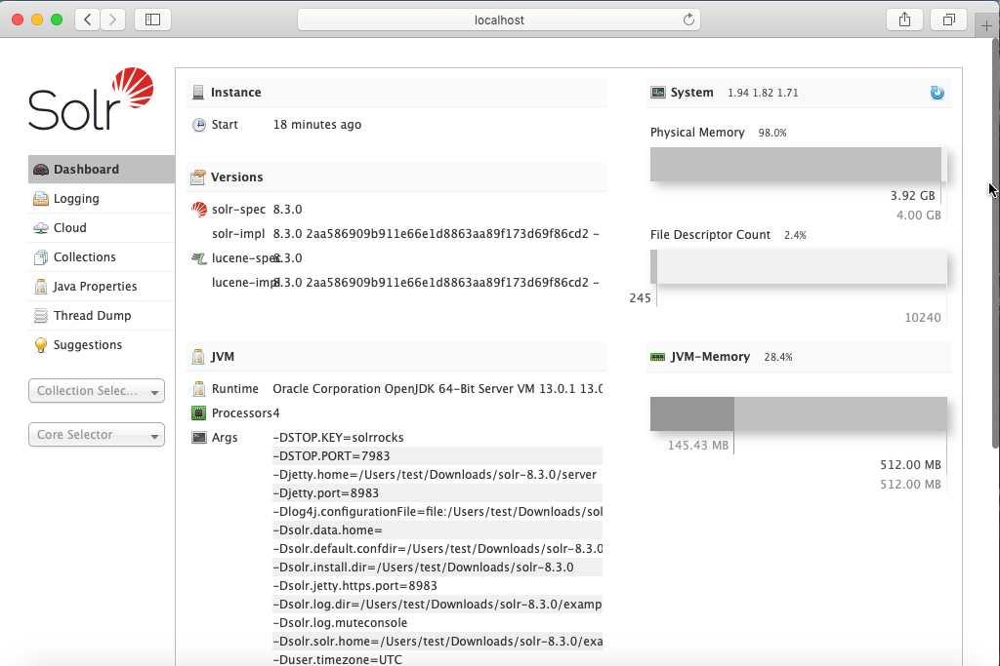 localhost
Solr
Dashboard
Logging
Cloud
Collections
Java Properties
Thread Dump
Suggestions
Collection Selec...
Core Selector
Instance
Start 18 minutes ago
Versions
solr-spec 8.3.0
solr-impl 8.3.0 2aa586909b911e66e1d8863aa89f173d69f86cd2 –
lucene-spec 8.3.0
lucene-impl 8.3.0 2aa586909b911e66e1d8863aa89f173d69f86cd2 –
JVM
Runtime Oracle Corporation OpenJDK 64-Bit Server VM 13.0.1 13.0
Processors 4
Args -DSTOP.KEY=solrrocks
-DSTOP.PORT=7983
-Djetty.home=/Users/test/Downloads/solr-8.3.0/server
-Djetty.port=8983
-Dlog4j.configurationFile=file:/Users/test/Downloads/sol
-Dsolr.data.home=
-Dsolr.default.confdir=/Users/test/Downloads/solr-8.3.0
-Dsolr.install.dir=/Users/test/Downloads/solr-8.3.0
-Dsolr.jetty.https.port=8983
-Dsolr.log.dir=/Users/test/Downloads/solr-8.3.0/examp
-Dsolr.log.muteconsole
-Dsolr.solr.home=/Users/test/Downloads/solr-8.3.0/exa
-Duser.timezone=UTC
System 1.94 1.82 1.71
Physical Memory 98.0%
3.92 GB
4.00 GB
File Descriptor Count 2.4%
245
10240
JVM-Memory 28.4%
145.43 MB
512.00 MB
512.00 MB